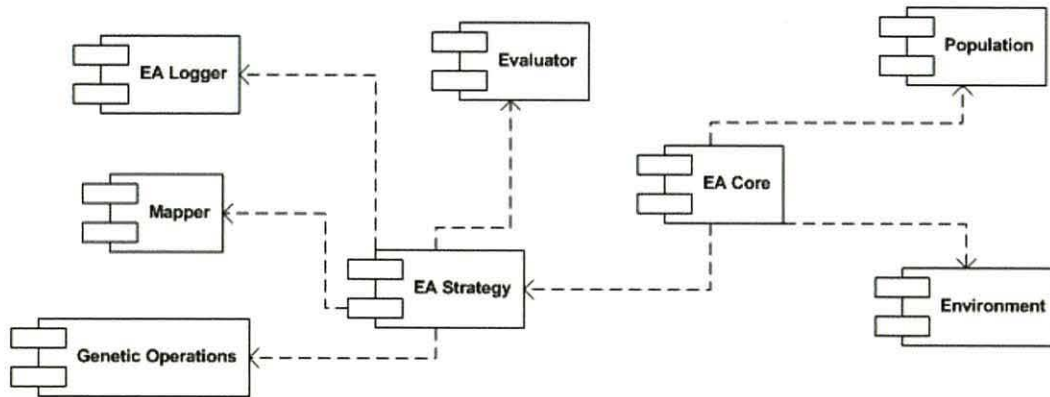 EA Logger
Evaluator
Population
Mapper
EA Core
EA Strategy
Environment
Genetic Operations